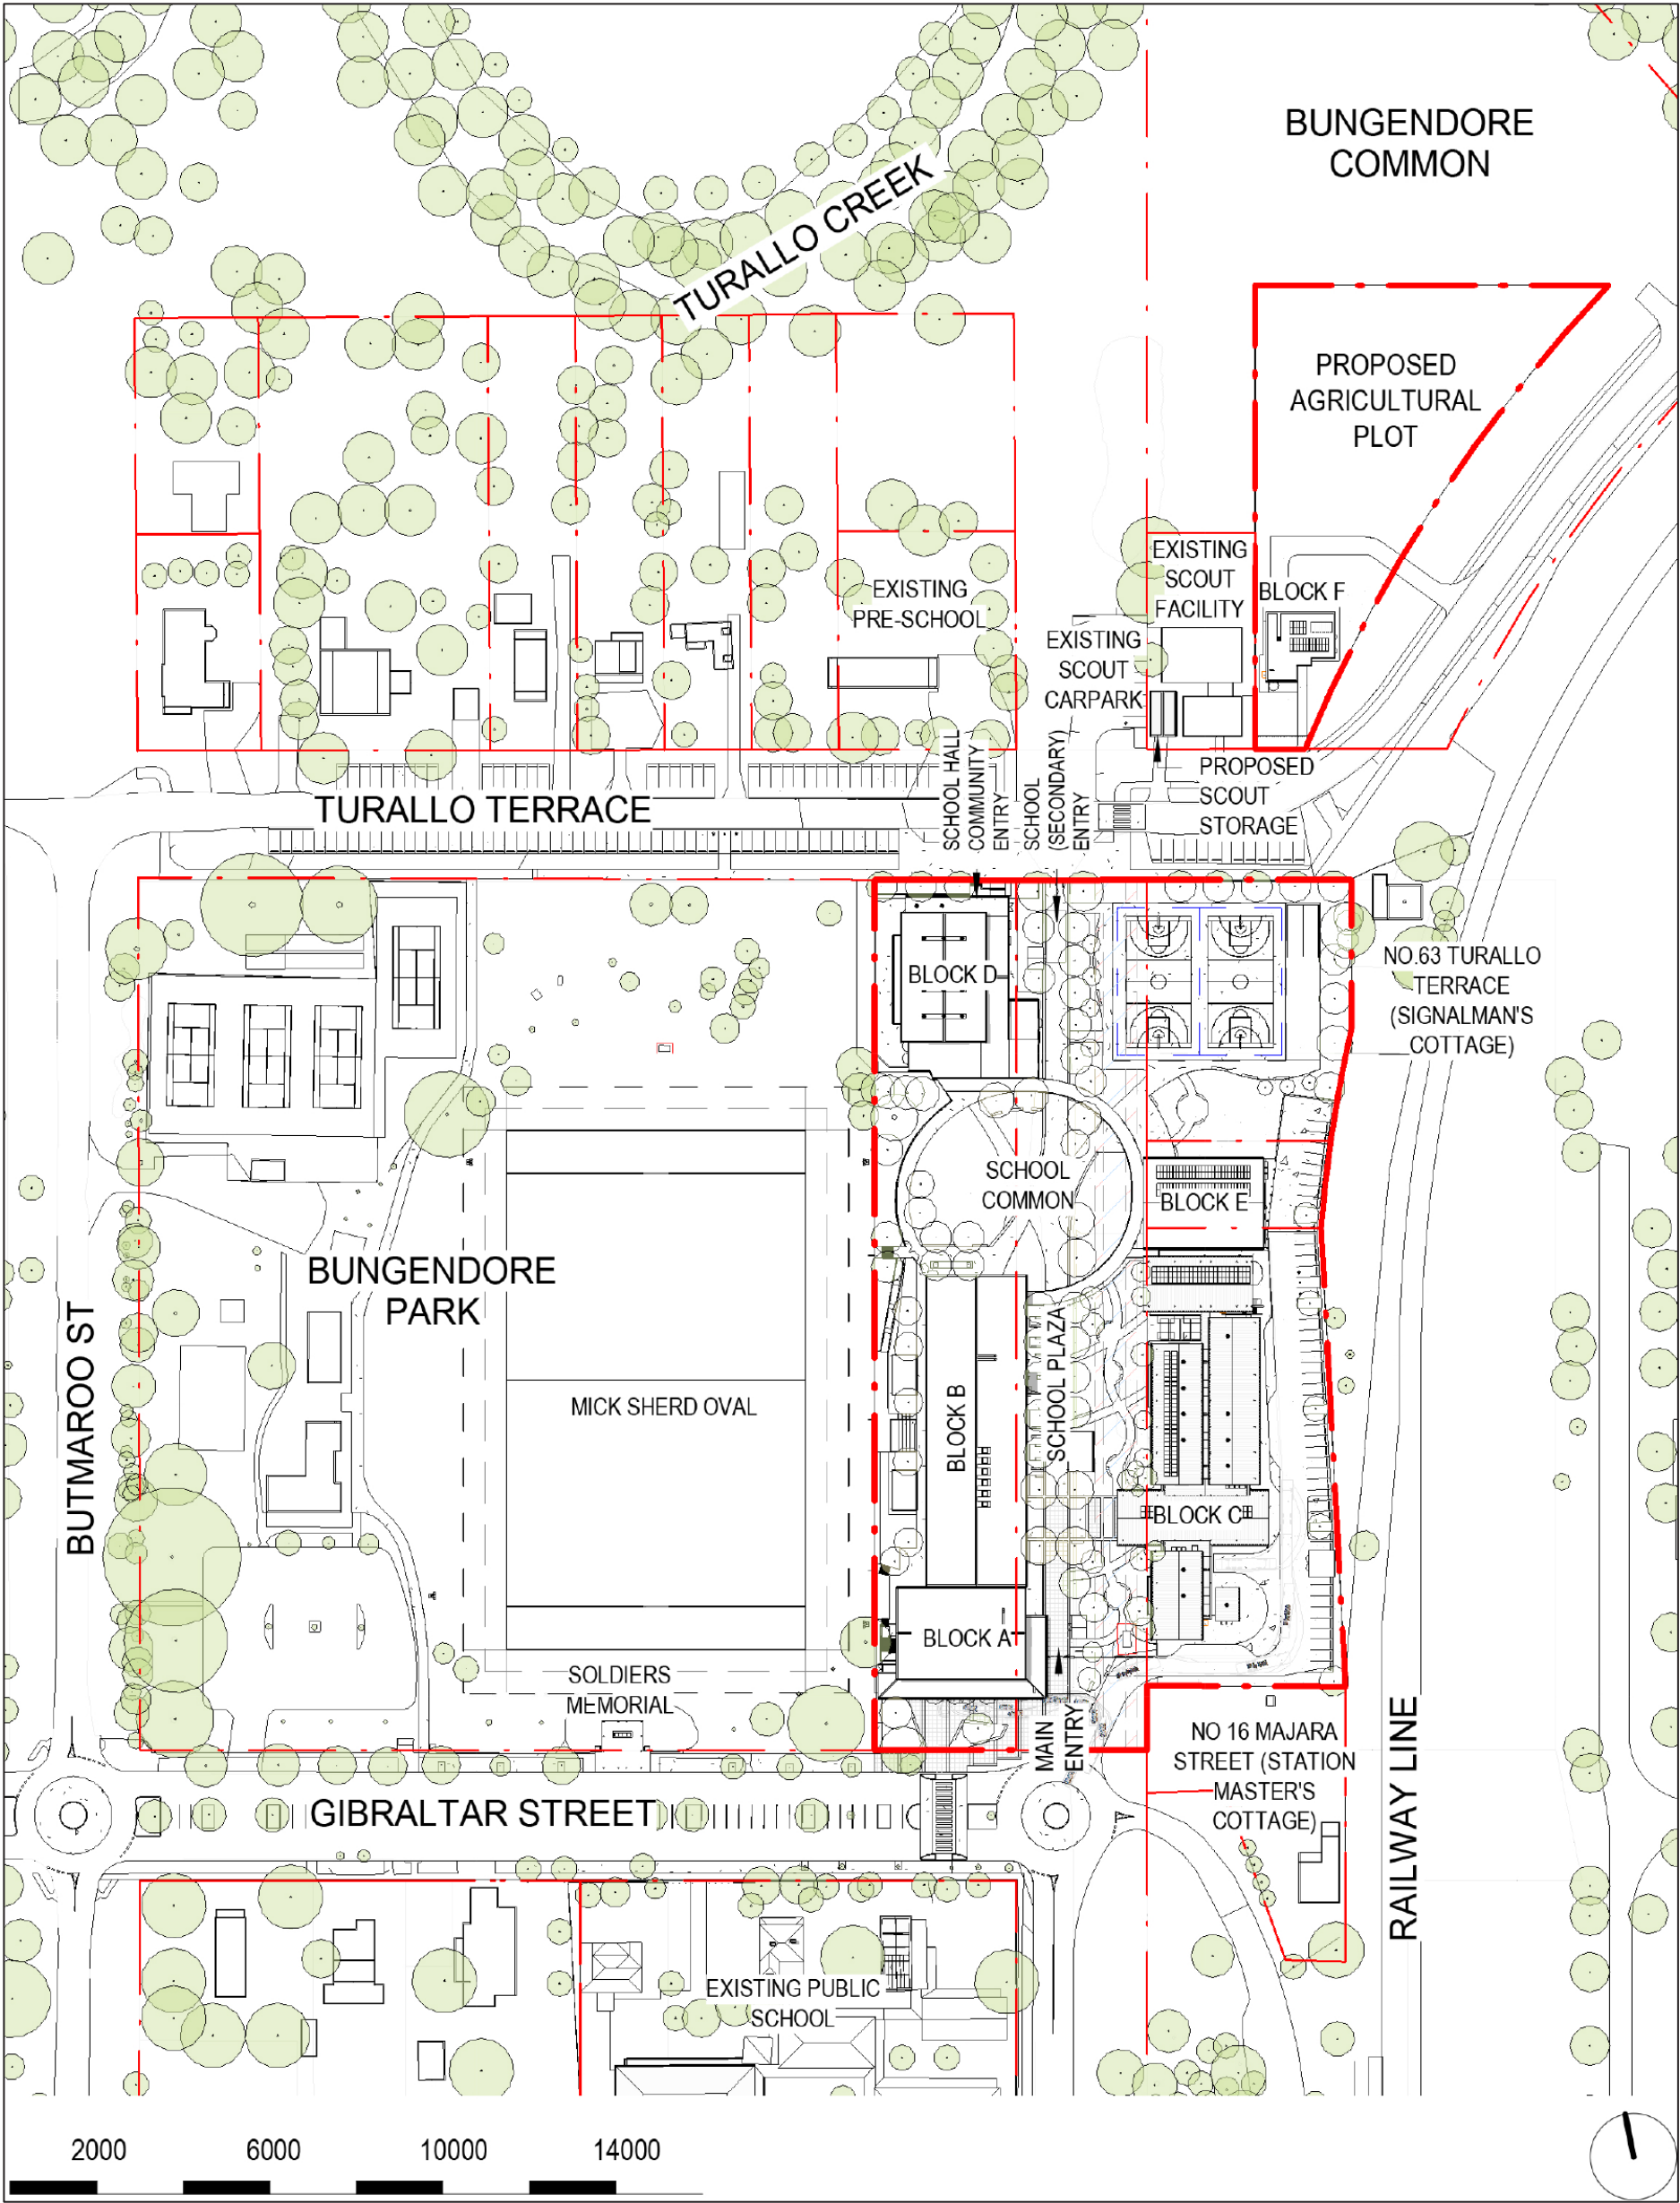 BUNGENDORE
COMMON
TURALLO CREEK
PROPOSED
AGRICULTURAL
PLOT
EXISTING
SCOUT
FACILITY
BLOCK F
EXISTING
PRE-SCHOOL
EXISTING
SCOUT
CARPARK
SCHOOL HALL
COMMUNITY
ENTRY
SCHOOL
(SECONDARY)
ENTRY
PROPOSED
SCOUT
STORAGE
TURALLO TERRACE
BLOCK D
NO.63 TURALLO
TERRACE
(SIGNALMAN'S
COTTAGE)
SCHOOL
COMMON
BLOCK E
BUNGENDORE
PARK
BUTMAROO ST
MICK SHERD OVAL
BLOCK B
SCHOOL PLAZA
BLOCK C
BLOCK A
SOLDIERS
MEMORIAL
MAIN
ENTRY
NO 16 MAJARA
STREET (STATION
MASTER'S
COTTAGE)
RAILWAY LINE
GIBRALTAR STREET
EXISTING PUBLIC
SCHOOL
2000 6000 10000 14000